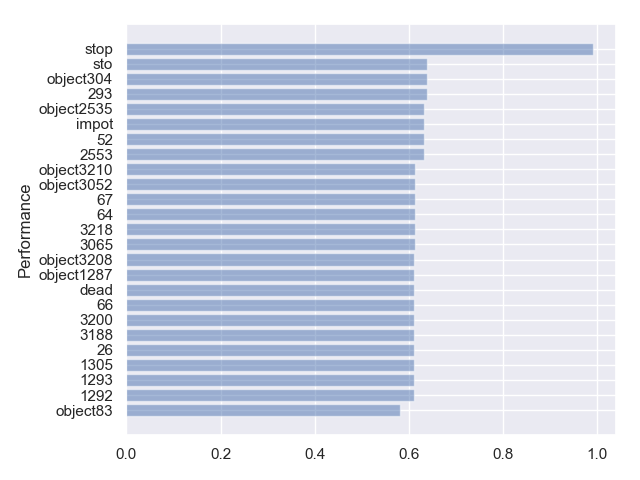 stop
sto
object304
293
object2535
impot
52
2553
object3210
object3052
67
64
3218
3065
object3208
object1287
dead
66
3200
3188
26
1305
1293
1292
object83
Performance
0.0 0.2 0.4 0.6 0.8 1.0